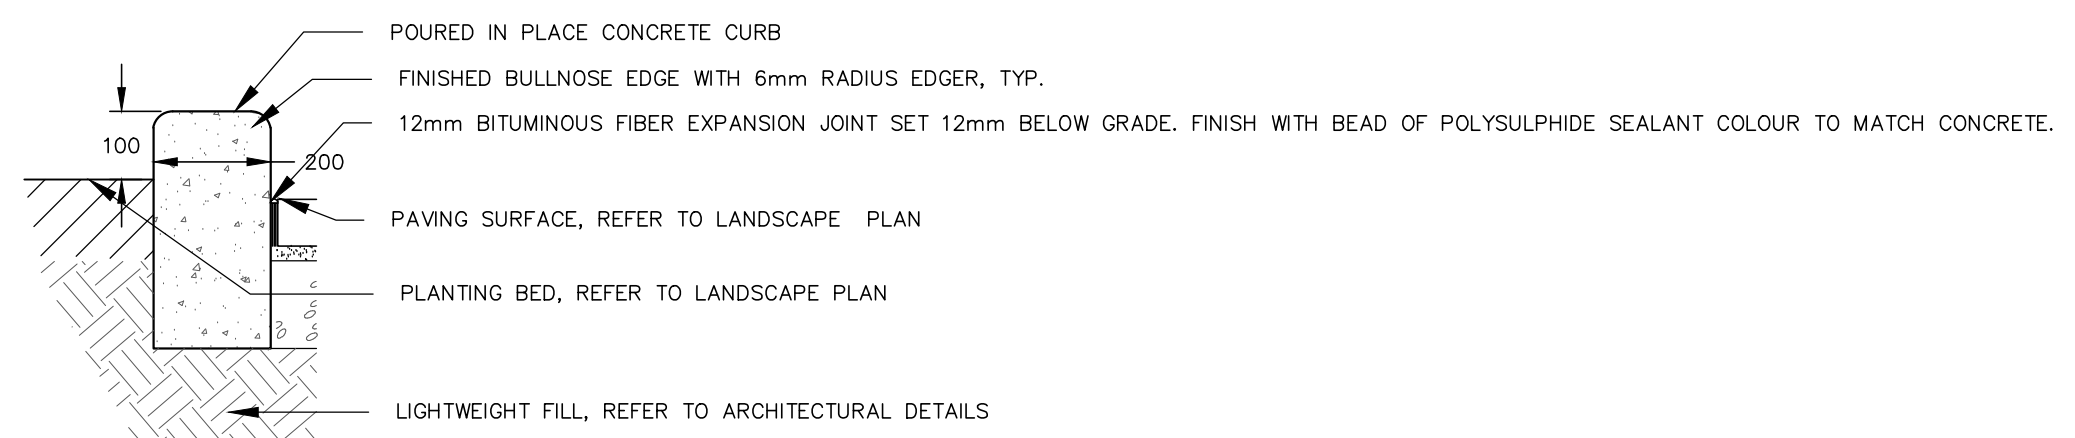 POURED IN PLACE CONCRETE CURB
FINISHED BULLNOSE EDGE WITH 6mm RADIUS EDGER, TYP.
12mm BITUMINOUS FIBER EXPANSION JOINT SET 12mm BELOW GRADE. FINISH WITH BEAD OF POLYSULPHIDE SEALANT COLOUR TO MATCH CONCRETE.
100
200
PAVING SURFACE, REFER TO LANDSCAPE PLAN
PLANTING BED, REFER TO LANDSCAPE PLAN
LIGHTWEIGHT FILL, REFER TO ARCHITECTURAL DETAILS